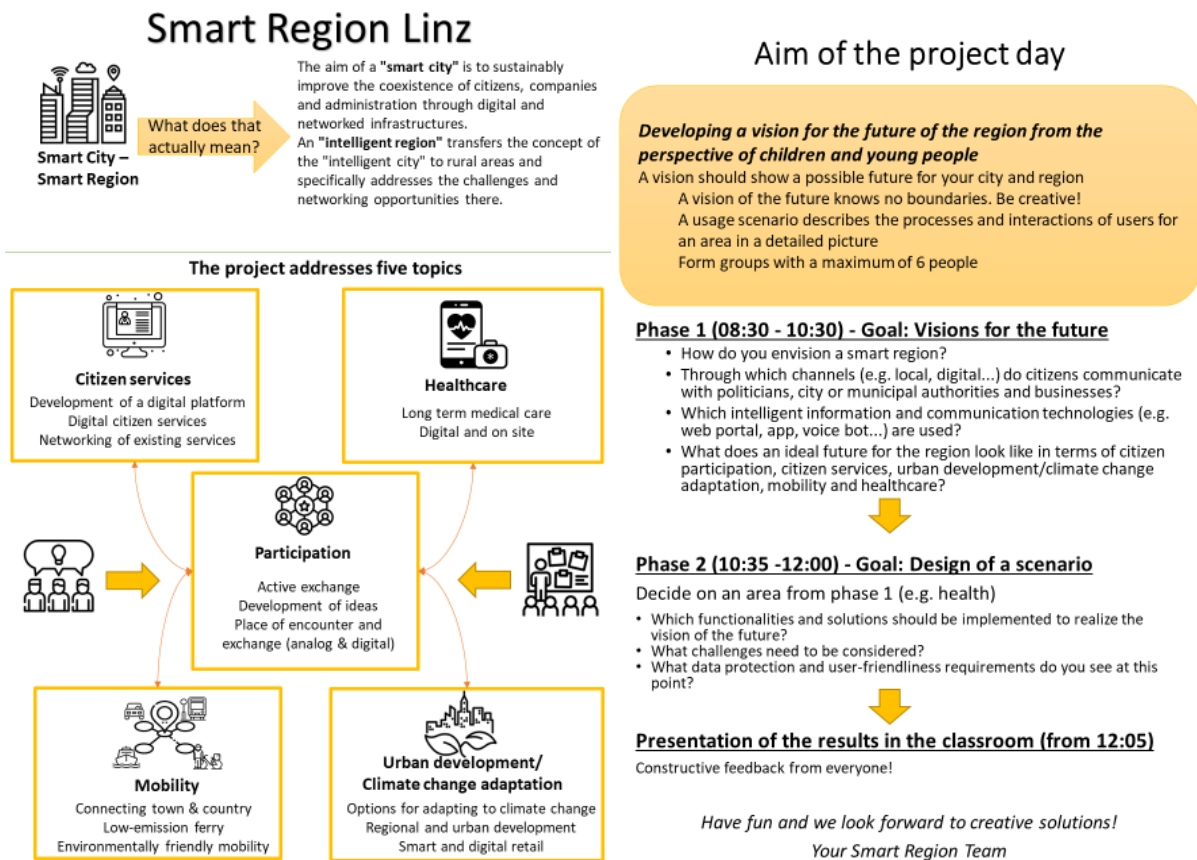 Smart Region Linz
Smart City –
Smart Region
What does that
actually mean?
The aim of a "smart city" is to sustainably
improve the coexistence of citizens, companies
and administration through digital and
networked infrastructures.
An "intelligent region" transfers the concept of
the "intelligent city" to rural areas and
specifically addresses the challenges and
networking opportunities there.
The project addresses five topics
Citizen services
Development of a digital platform
Digital citizen services
Networking of existing services
Healthcare
Long term medical care
Digital and on site
Participation
Active exchange
Development of ideas
Place of encounter and
exchange (analog & digital)
Mobility
Connecting town & country
Low-emission ferry
Environmentally friendly mobility
Urban development/
Climate change adaptation
Options for adapting to climate change
Regional and urban development
Smart and digital retail
Aim of the project day
Developing a vision for the future of the region from the
perspective of children and young people
A vision should show a possible future for your city and region
A vision of the future knows no boundaries. Be creative!
A usage scenario describes the processes and interactions of users for
an area in a detailed picture
Form groups with a maximum of 6 people
Phase 1 (08:30 - 10:30) - Goal: Visions for the future
• How do you envision a smart region?
• Through which channels (e.g. local, digital...) do citizens communicate
with politicians, city or municipal authorities and businesses?
• Which intelligent information and communication technologies (e.g.
web portal, app, voice bot...) are used?
• What does an ideal future for the region look like in terms of citizen
participation, citizen services, urban development/climate change
adaptation, mobility and healthcare?
Phase 2 (10:35 -12:00) - Goal: Design of a scenario
Decide on an area from phase 1 (e.g. health)
• Which functionalities and solutions should be implemented to realize the
vision of the future?
• What challenges need to be considered?
• What data protection and user-friendliness requirements do you see at this
point?
Presentation of the results in the classroom (from 12:05)
Constructive feedback from everyone!
Have fun and we look forward to creative solutions!
Your Smart Region Team